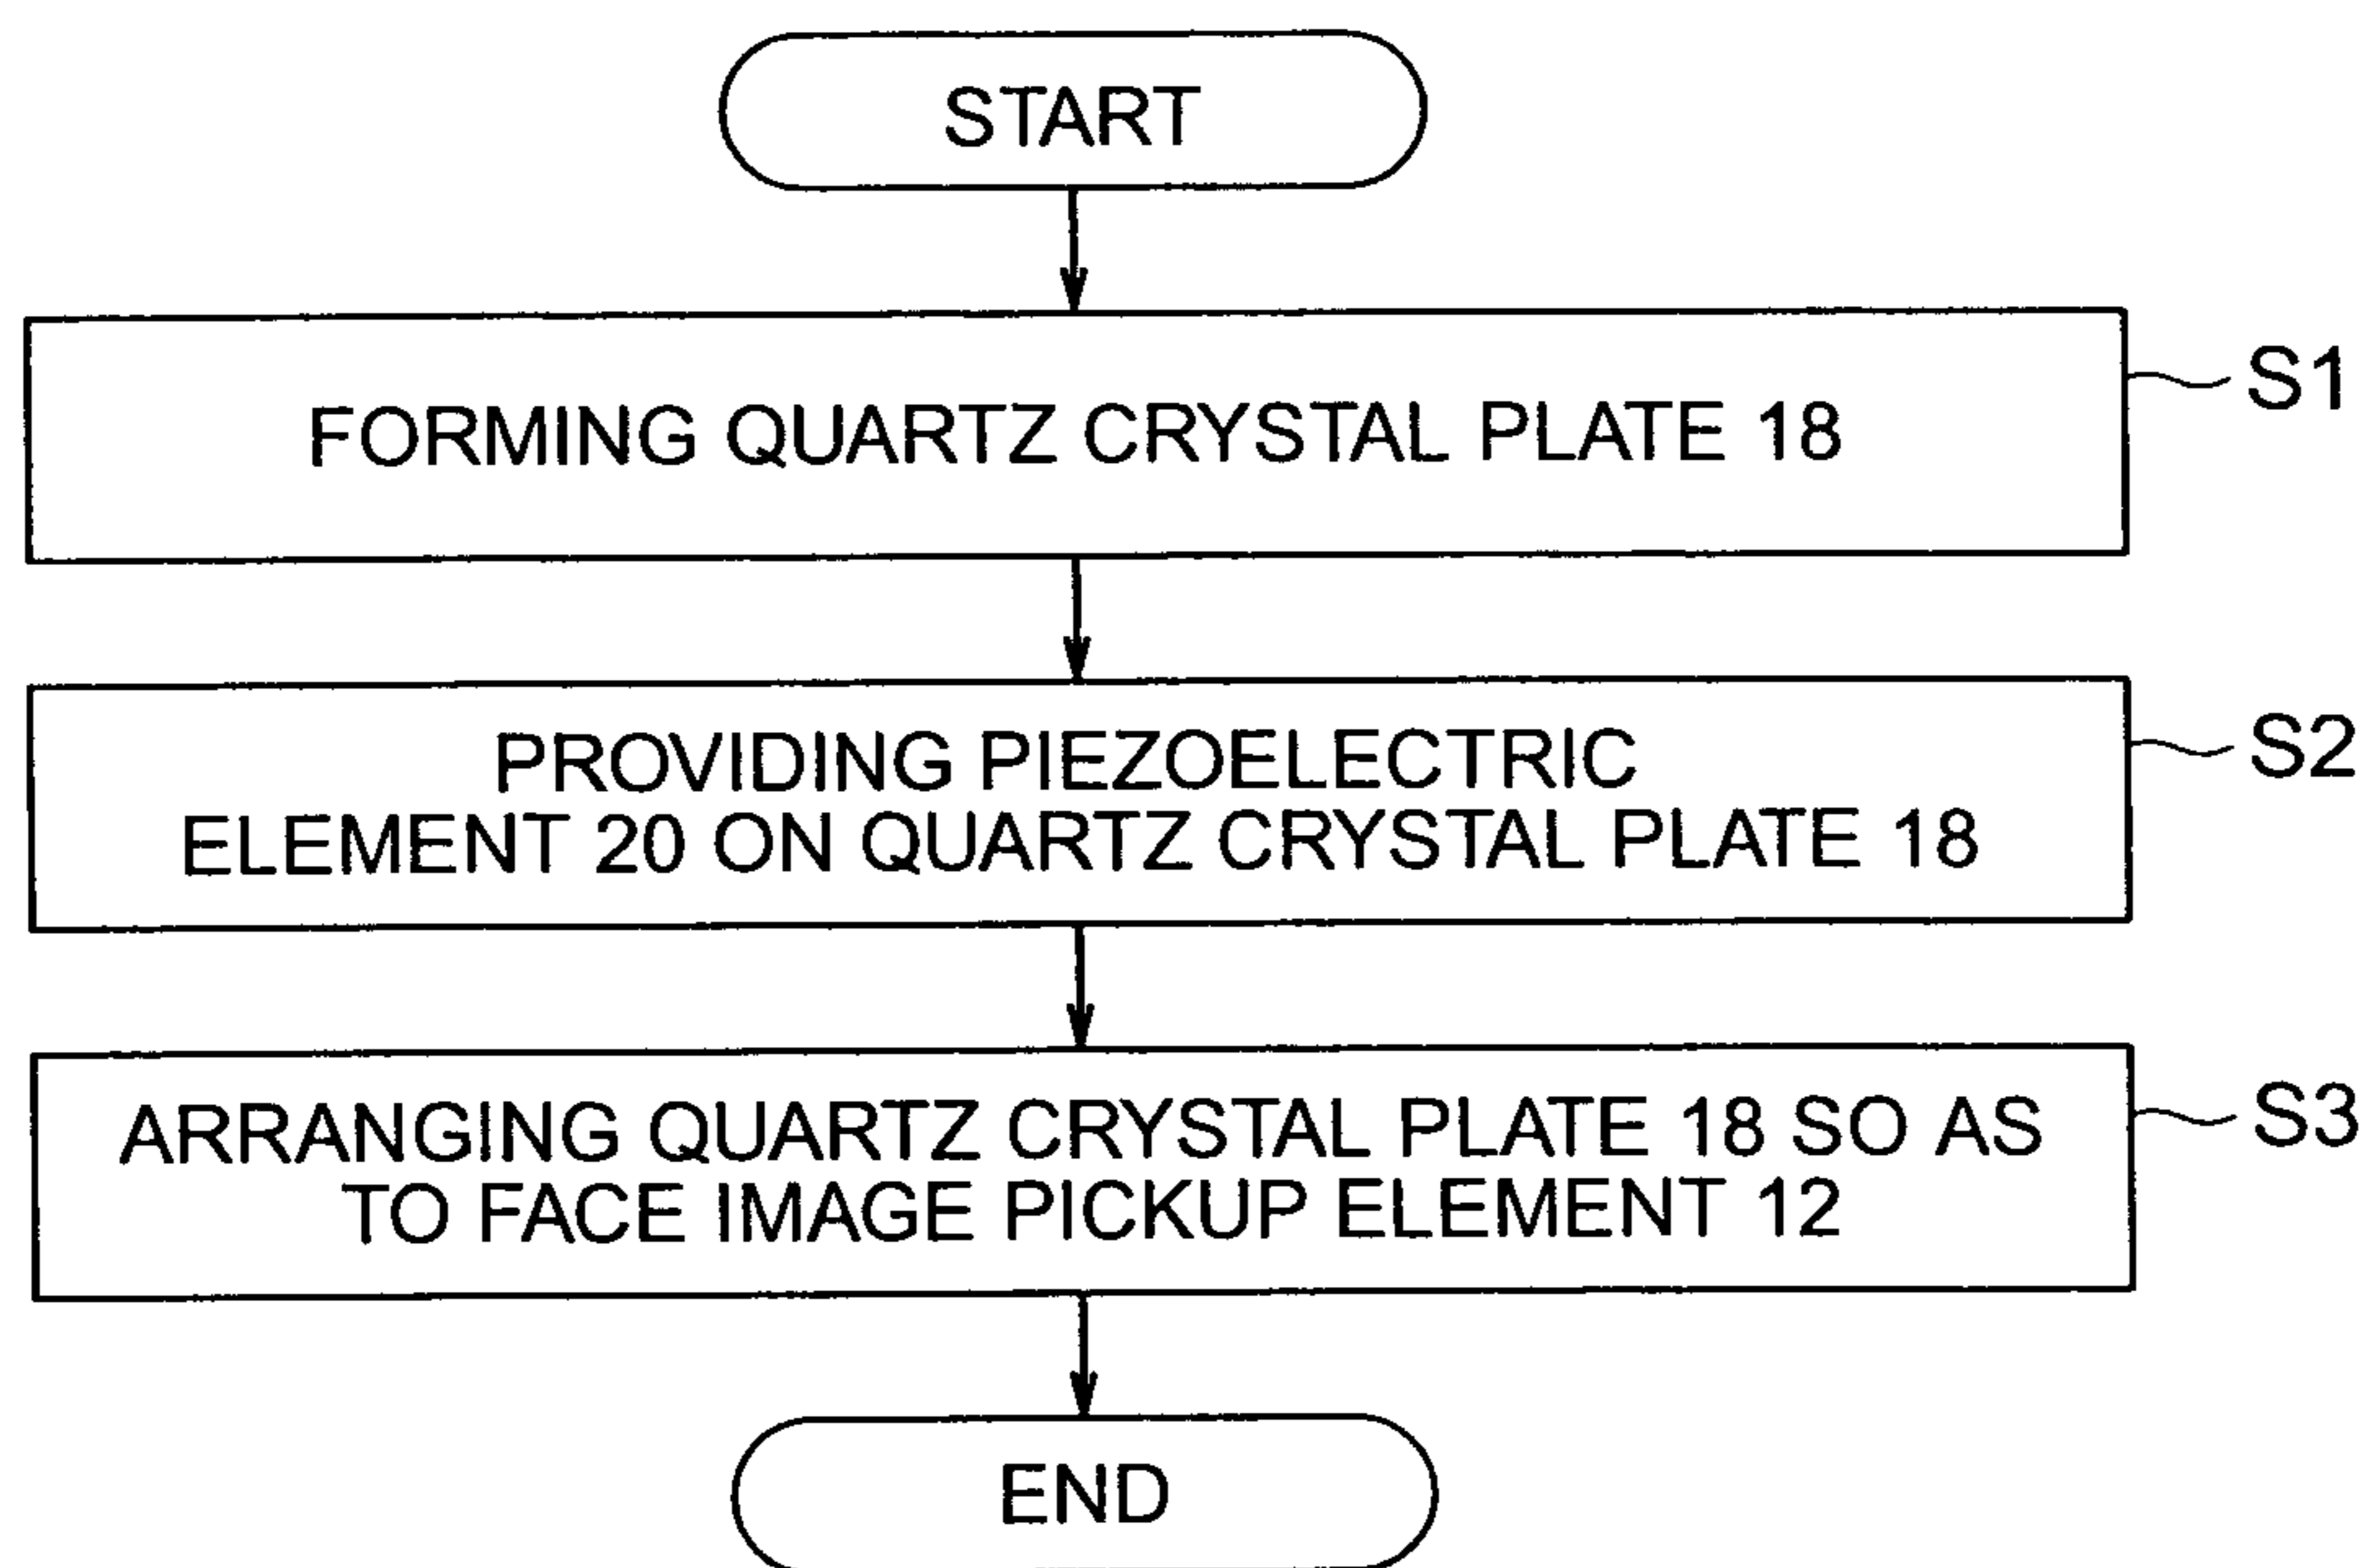 START
FORMING QUARTZ CRYSTAL PLATE 18
S1
PROVIDING PIEZOELECTRIC
ELEMENT 20 ON QUARTZ CRYSTAL PLATE 18
S2
ARRANGING QUARTZ CRYSTAL PLATE 18 SO AS
TO FACE IMAGE PICKUP ELEMENT 12
S3
END